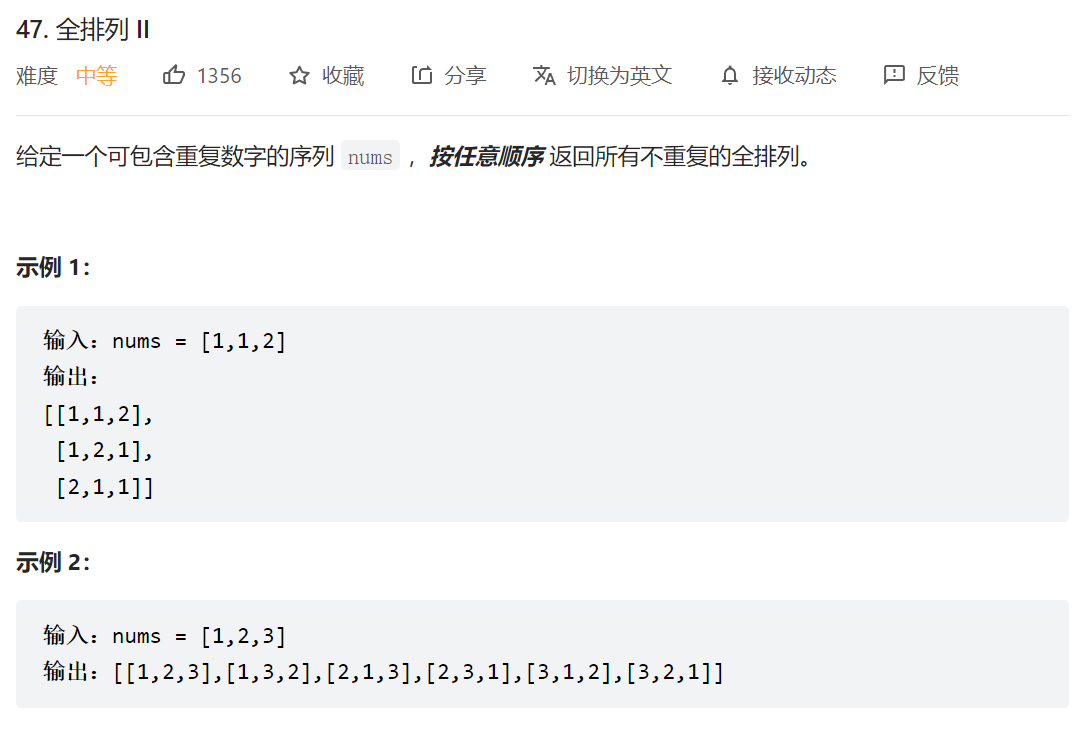 47. 全排列 II
难度 中等 1356 收藏 分享 切换为英文 接收动态 反馈
给定一个可包含重复数字的序列 nums ，按任意顺序 返回所有不重复的全排列。
示例 1：
输入：nums = [1,1,2]
输出：
[[1,1,2],
 [1,2,1],
 [2,1,1]]
示例 2：
输入：nums = [1,2,3]
输出：[[1,2,3],[1,3,2],[2,1,3],[2,3,1],[3,1,2],[3,2,1]]